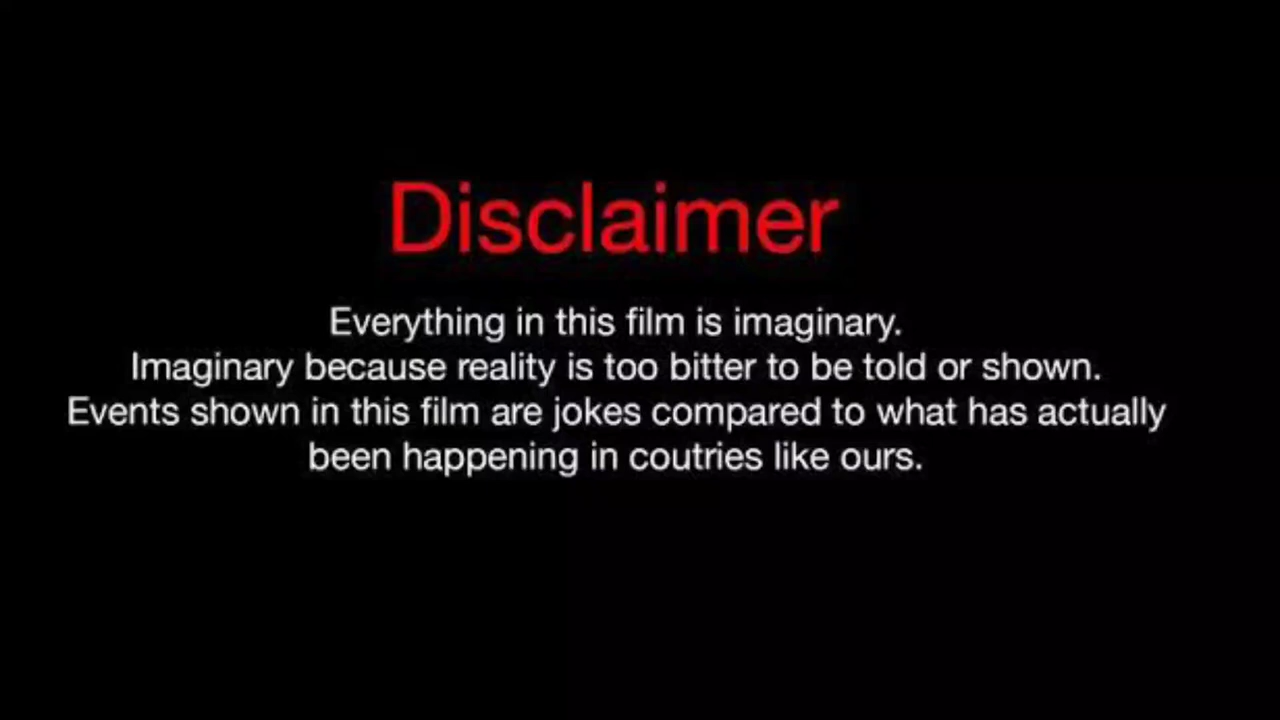 Disclaimer
Everything in this film is imaginary.
Imaginary because reality is too bitter to be told or shown.
Events shown in this film are jokes compared to what has actually
been happening in coutries like ours.